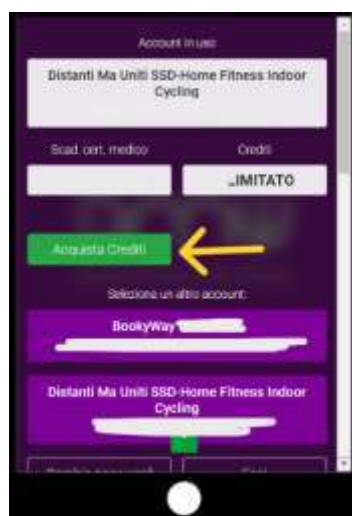 Account in uso
Distanti Ma Uniti SSD-Home Fitness Indoor
Cycling
Scad. cert. medico
Crediti
..IMITATO
Acquista Crediti
Seleziona un altro account:
BookyWay
Distanti Ma Uniti SSD-Home Fitness Indoor
Cycling